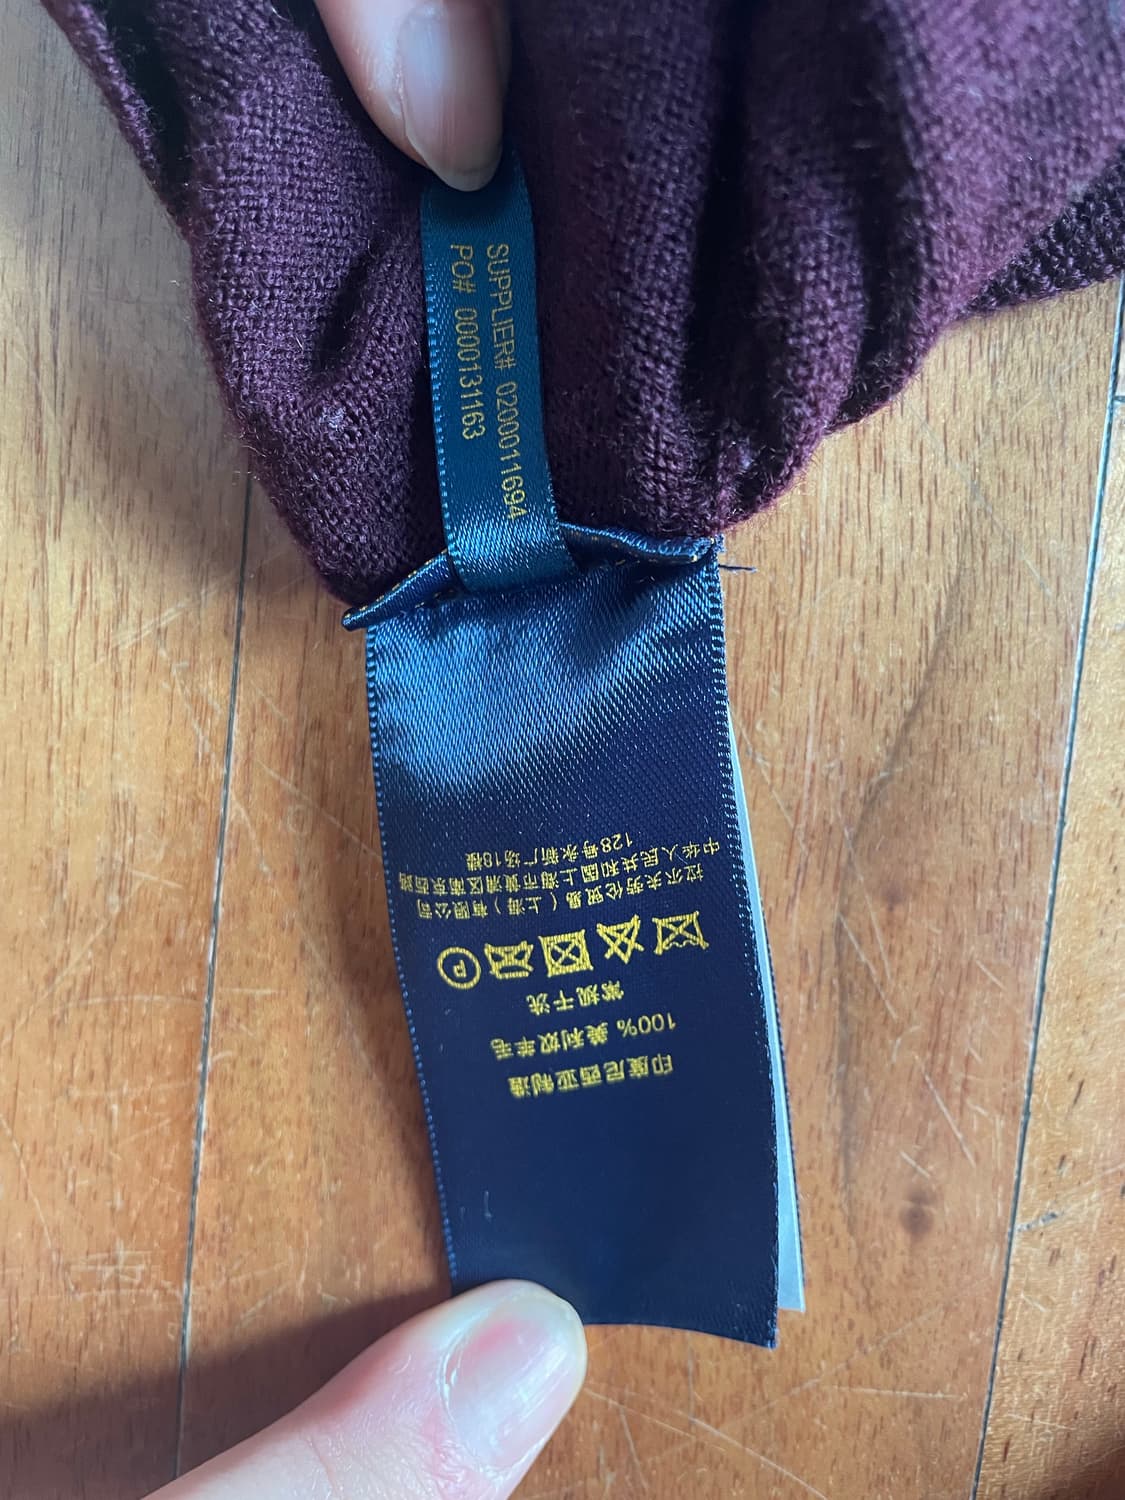 SUPPLIER# 0200011694
PO# 0000131163
印度尼西亚制造
100% 美利奴羊毛
常规干洗
P
拉尔夫劳伦贸易（上海）有限公司
中华人民共和国上海市黄浦区南京西路
128号永新广场18楼